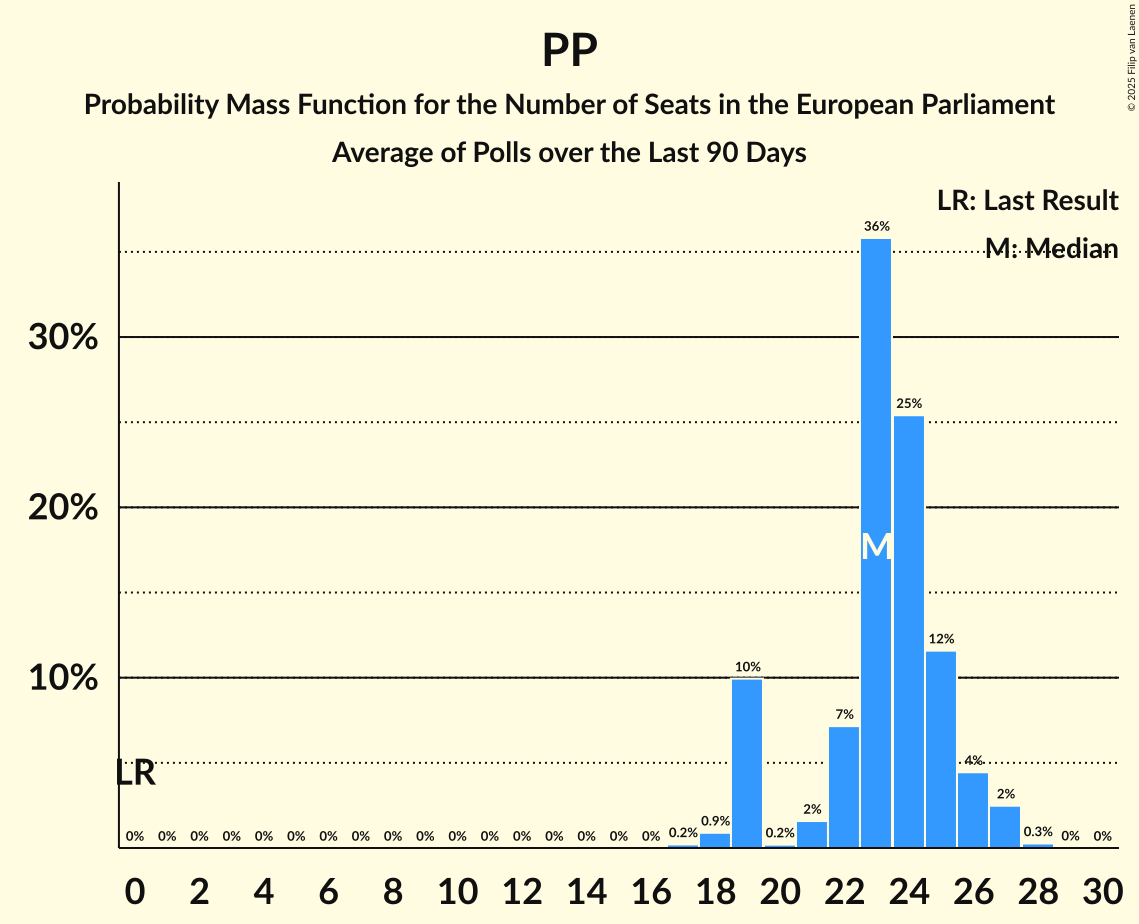 PP
Probability Mass Function for the Number of Seats in the European Parliament
Average of Polls over the Last 90 Days
© 2025 Filip van Laenen
LR: Last Result
M: Median
36%
30%
25%
20%
M
12%
10%
10%
7%
LR
4%
2%
0% 0% 0% 0% 0% 0% 0% 0% 0% 0% 0% 0% 0% 0% 0% 0% 0% 0.2% 0.9% 0.2% 2% 0.3% 0% 0%
0 2 4 6 8 10 12 14 16 18 20 22 24 26 28 30